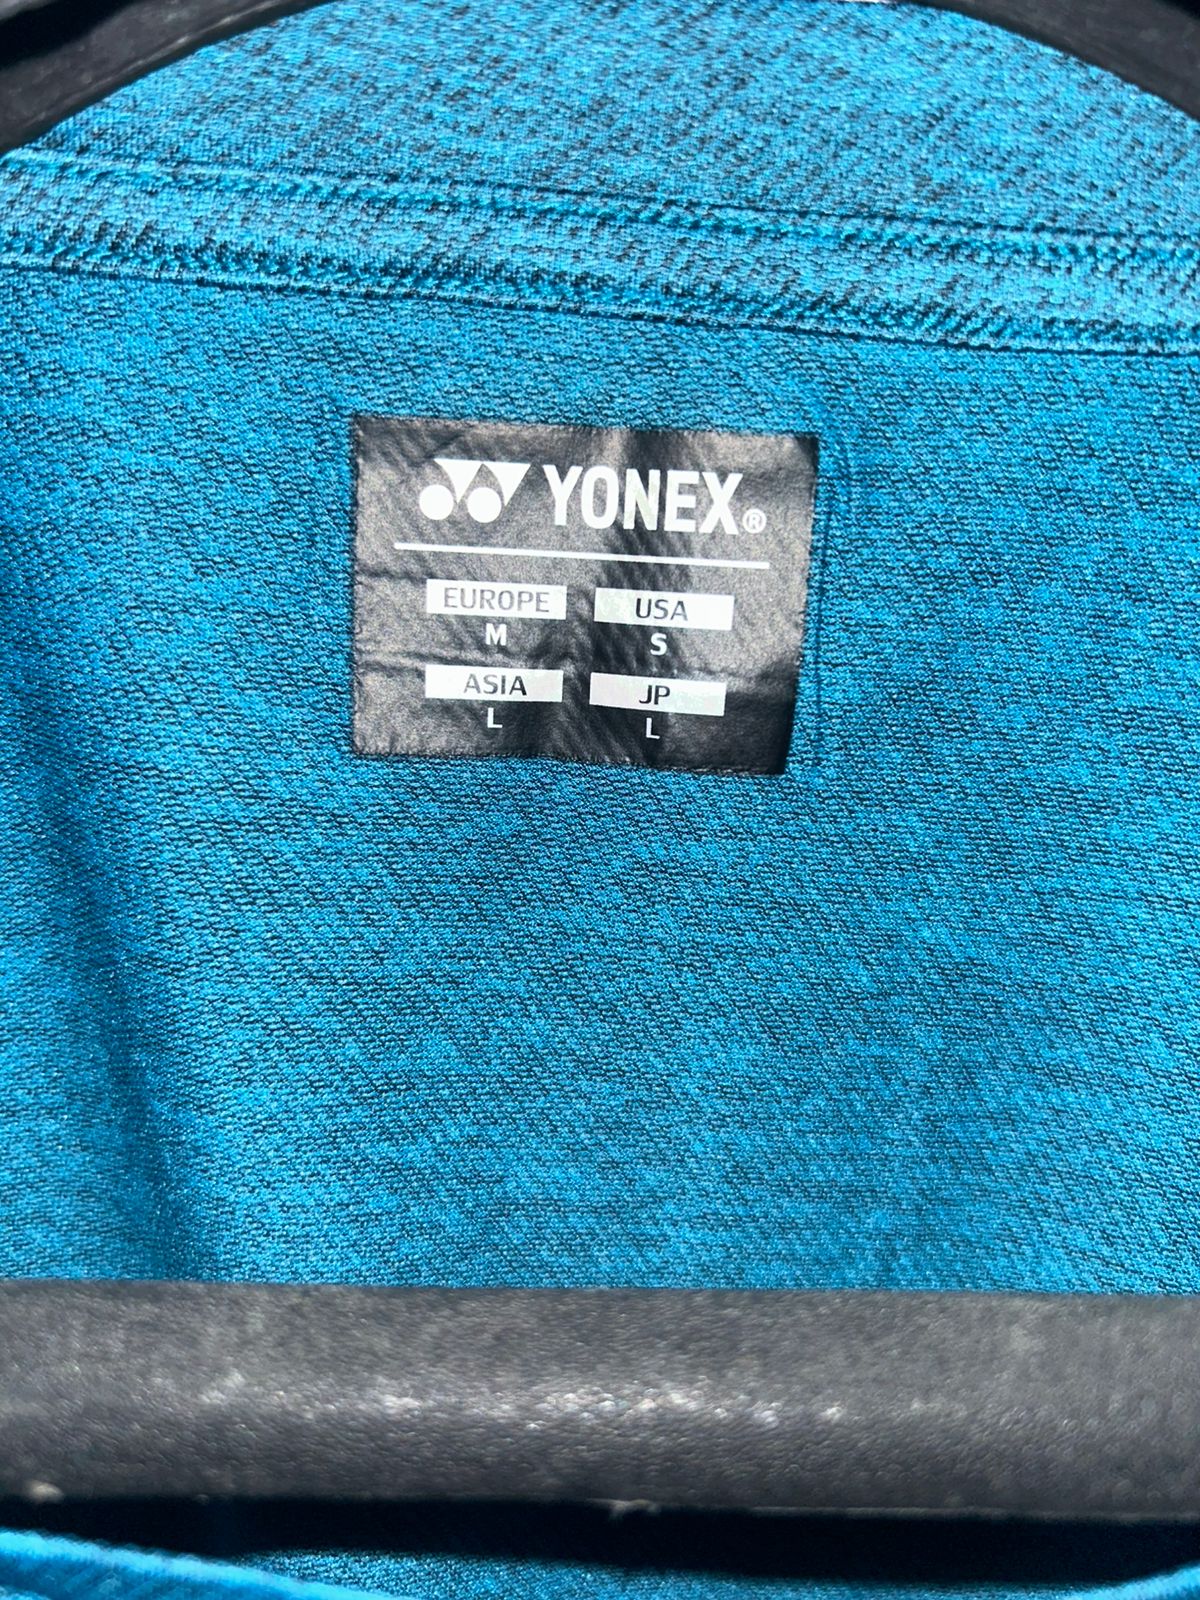 YONEX®
EUROPE USA
M S
ASIA JP
L L